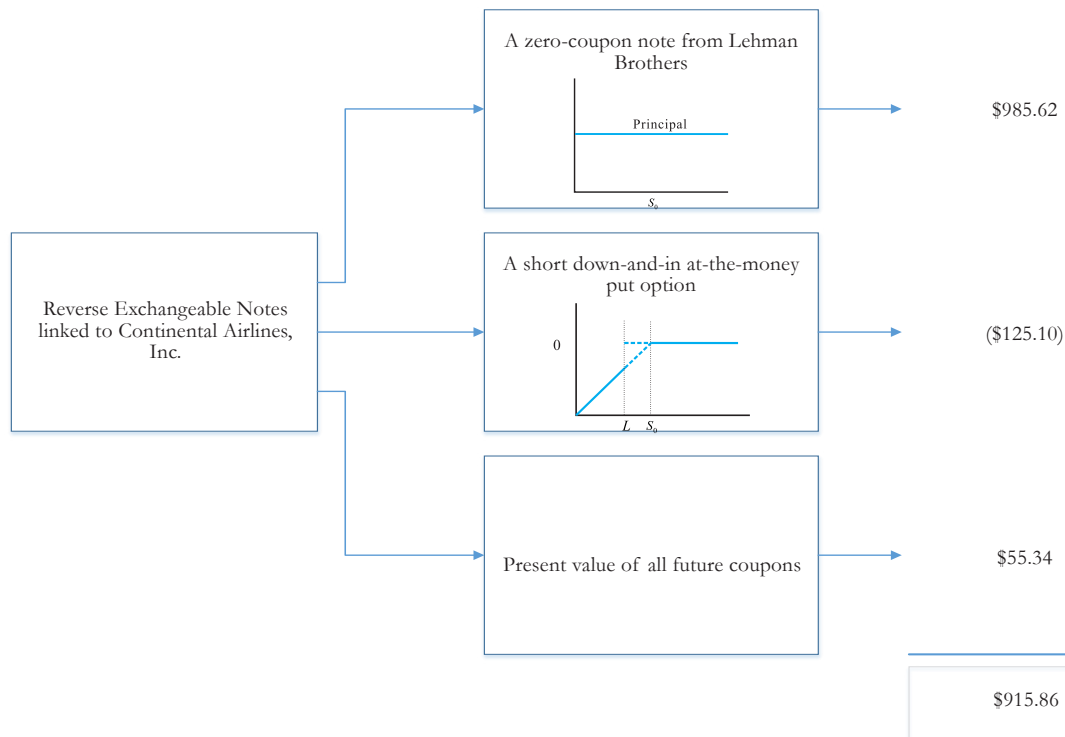 A zero-coupon note from Lehman
Brothers
Principal
S₀
$985.62
Reverse Exchangeable Notes
linked to Continental Airlines,
Inc.
A short down-and-in at-the-money
put option
0
L S₀
($125.10)
Present value of all future coupons
$55.34
$915.86